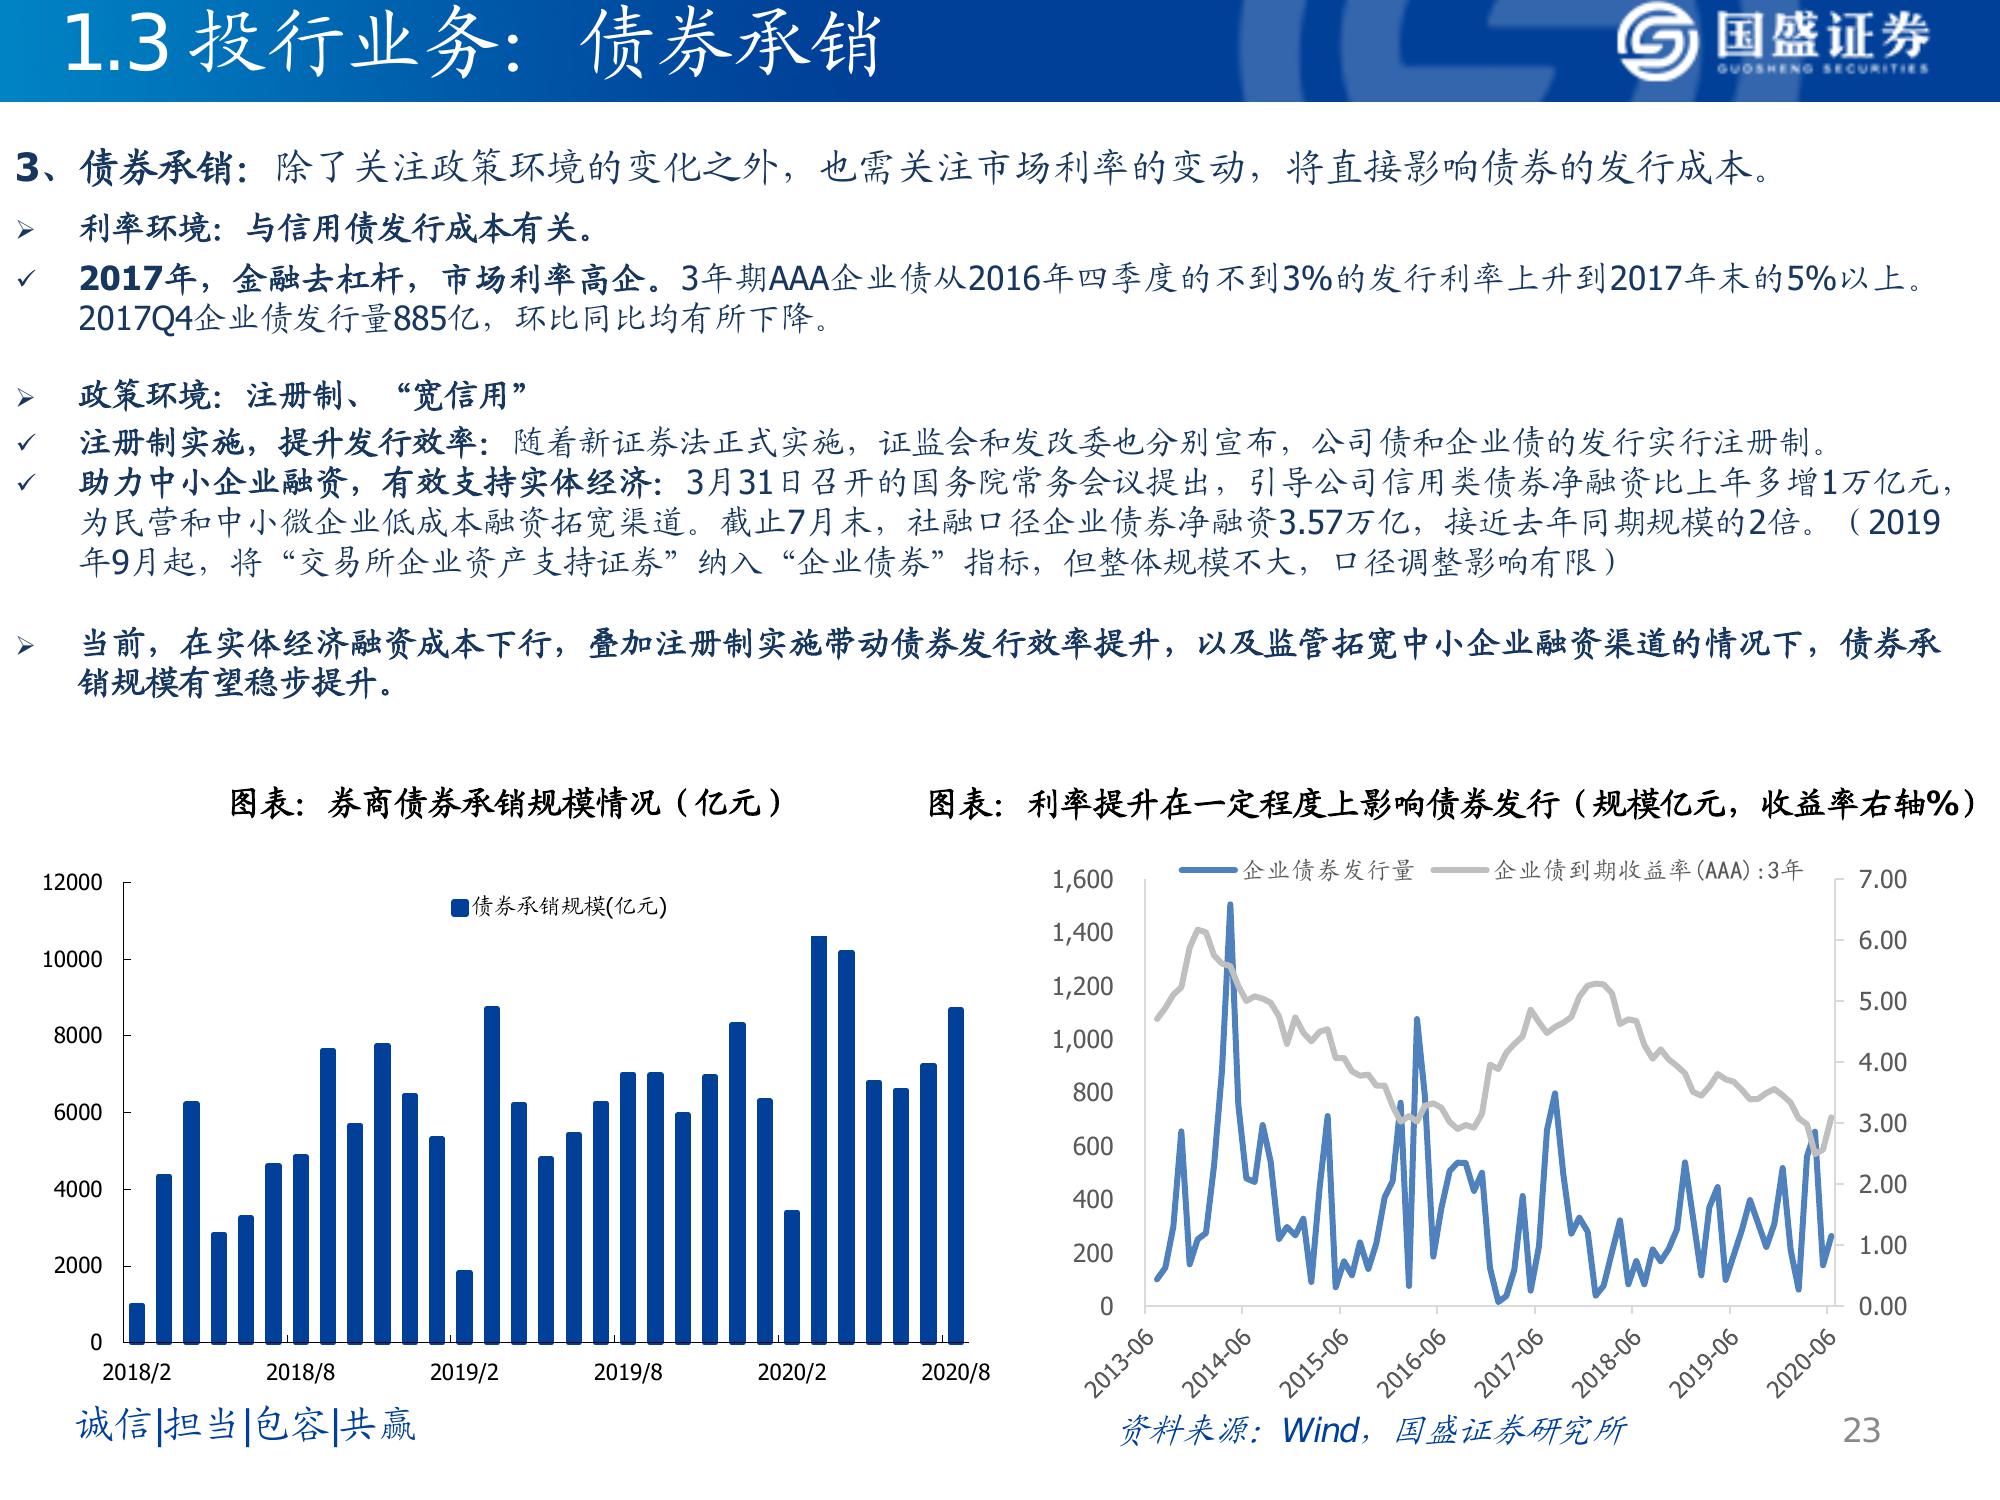 1.3 投行业务：债券承销
国盛证券
GUOSHENG SECURITIES
3、债券承销：除了关注政策环境的变化之外，也需关注市场利率的变动，将直接影响债券的发行成本。
➢ 利率环境：与信用债发行成本有关。
✓ 2017年，金融去杠杆，市场利率高企。3年期AAA企业债从2016年四季度的不到3%的发行利率上升到2017年末的5%以上。
2017Q4企业债发行量885亿，环比同比均有所下降。
➢ 政策环境：注册制、“宽信用”
✓ 注册制实施，提升发行效率：随着新证券法正式实施，证监会和发改委也分别宣布，公司债和企业债的发行实行注册制。
✓ 助力中小企业融资，有效支持实体经济：3月31日召开的国务院常务会议提出，引导公司信用类债券净融资比上年多增1万亿元，
为民营和中小微企业低成本融资拓宽渠道。截止7月末，社融口径企业债券净融资3.57万亿，接近去年同期规模的2倍。（2019
年9月起，将“交易所企业资产支持证券”纳入“企业债券”指标，但整体规模不大，口径调整影响有限）
➢ 当前，在实体经济融资成本下行，叠加注册制实施带动债券发行效率提升，以及监管拓宽中小企业融资渠道的情况下，债券承
销规模有望稳步提升。
图表：券商债券承销规模情况（亿元）
12000
10000
8000
6000
4000
2000
0
债券承销规模(亿元)
2018/2 2018/8 2019/2 2019/8 2020/2 2020/8
图表：利率提升在一定程度上影响债券发行（规模亿元，收益率右轴%）
企业债券发行量 企业债到期收益率(AAA):3年
1,600
1,400
1,200
1,000
800
600
400
200
0
7.00
6.00
5.00
4.00
3.00
2.00
1.00
0.00
2013-06 2014-06 2015-06 2016-06 2017-06 2018-06 2019-06 2020-06
诚信|担当|包容|共赢
资料来源：Wind，国盛证券研究所
23